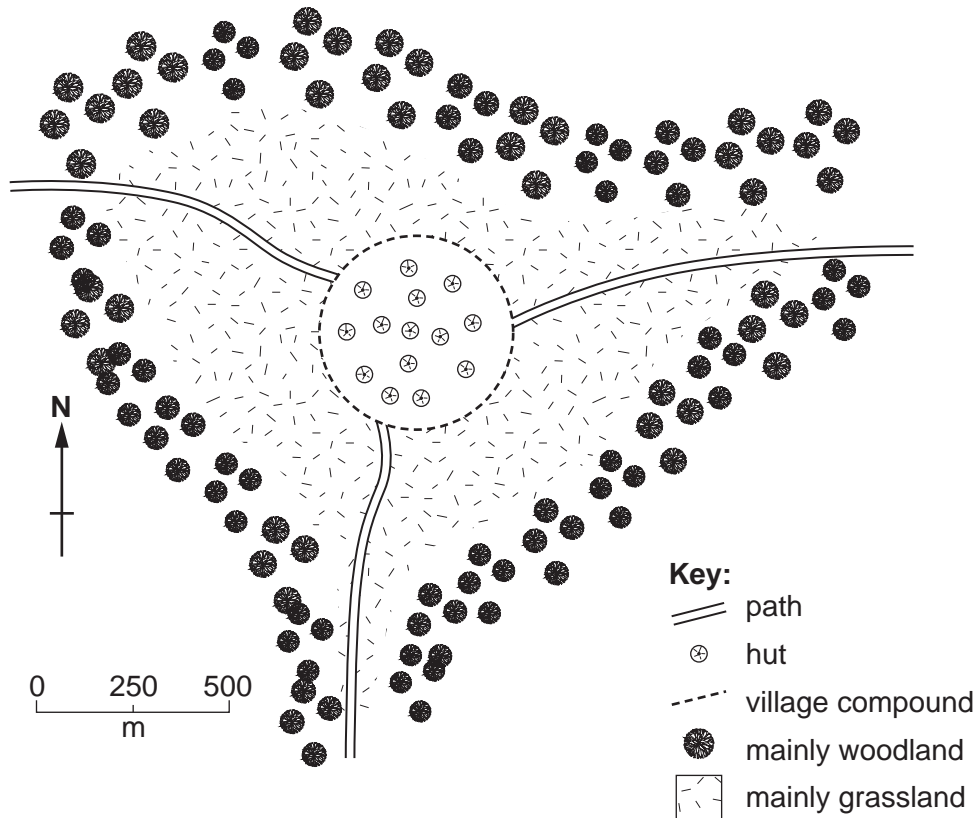 N
0 250 500
m
Key:
path
hut
village compound
mainly woodland
mainly grassland